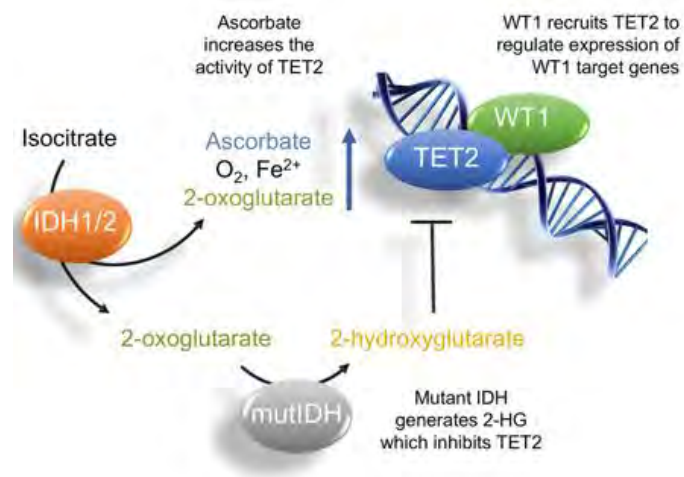 Ascorbate
increases the
activity of TET2
WT1 recruits TET2 to
regulate expression of
WT1 target genes
Isocitrate
Ascorbate
O₂, Fe²⁺
2-oxoglutarate
WT1
TET2
IDH1/2
2-oxoglutarate
2-hydroxyglutarate
mutIDH
Mutant IDH
generates 2-HG
which inhibits TET2